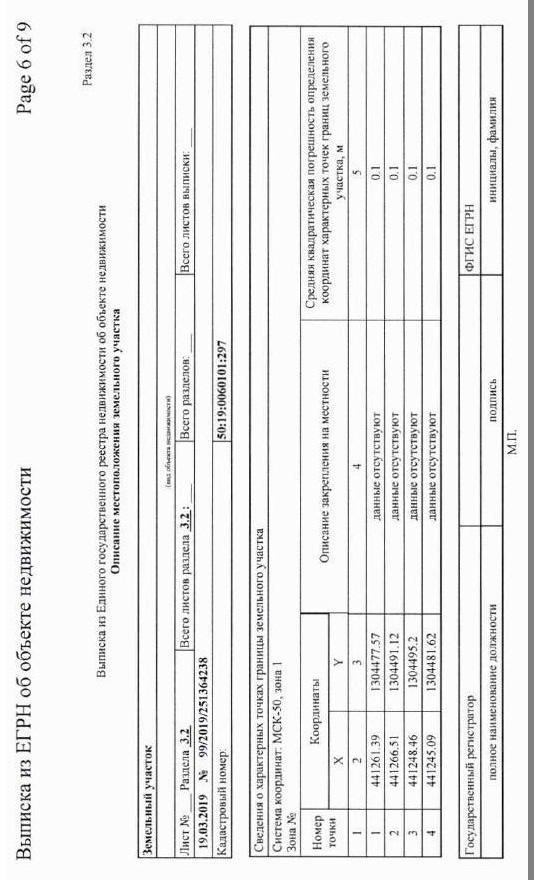 Выписка из ЕГРН об объекте недвижимости Page 6 of 9
Раздел 3.2
Выписка из Единого государственного реестра недвижимости об объекте недвижимости
Описание местоположения земельного участка
Земельный участок
(вид объекта недвижимости)
Лист № ___ Раздела 3.2 Всего листов раздела 3.2 : ___ Всего разделов: ___ Всего листов выписки: ___
19.03.2019 № 99/2019/251364238
Кадастровый номер: 50:19:0060101:297
Сведения о характерных точках границы земельного участка
Система координат: МСК-50, зона 1
Зона №
Номер точки Координаты Описание закрепления на местности Средняя квадратическая погрешность определения координат характерных точек границ земельного участка, м
X Y
1 2 3 4 5
1 441261.39 1304477.57 данные отсутствуют 0.1
2 441266.51 1304491.12 данные отсутствуют 0.1
3 441248.46 1304495.2 данные отсутствуют 0.1
4 441245.09 1304481.62 данные отсутствуют 0.1
Государственный регистратор ФГИС ЕГРН
полное наименование должности подпись инициалы, фамилия
М.П.